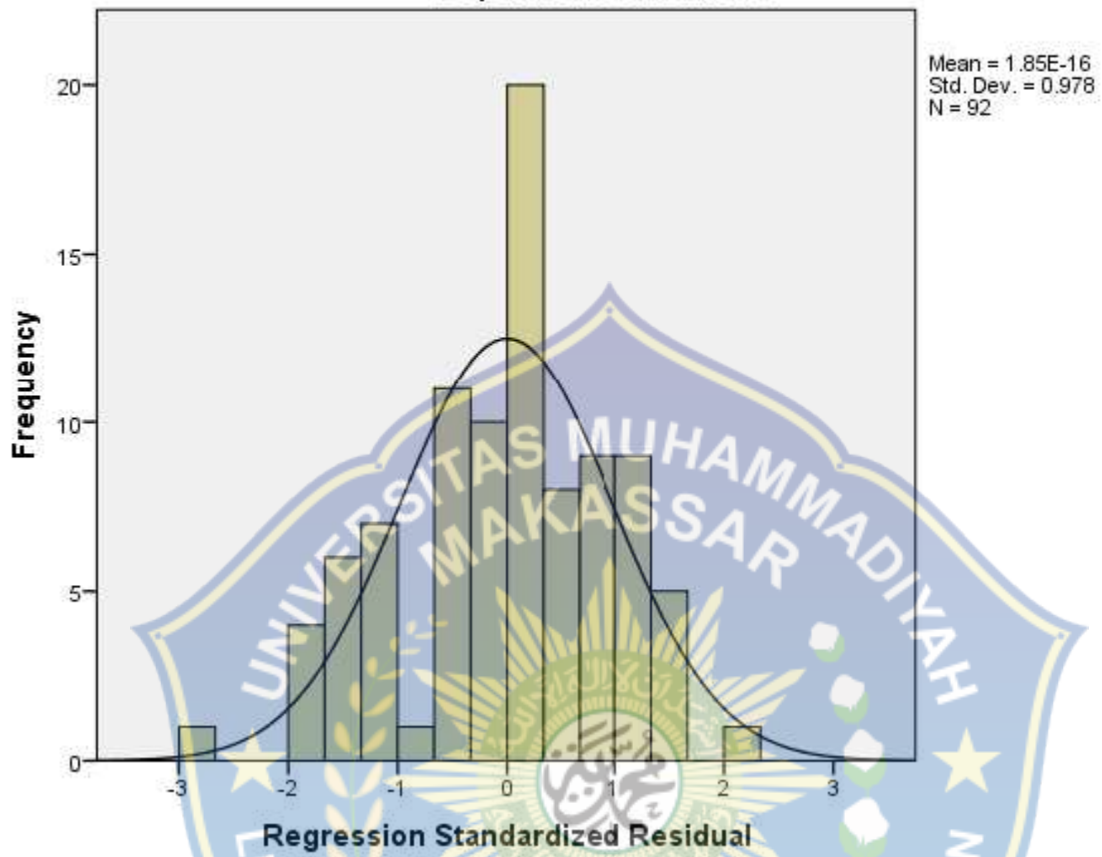 Mean = 1.85E-16
Std. Dev. = 0.978
N = 92
20
15
10
5
0
Frequency
-3
-2
-1
0
1
2
3
Regression Standardized Residual
UNIVERSITAS MUHAMMADIYAH
MAKASSAR